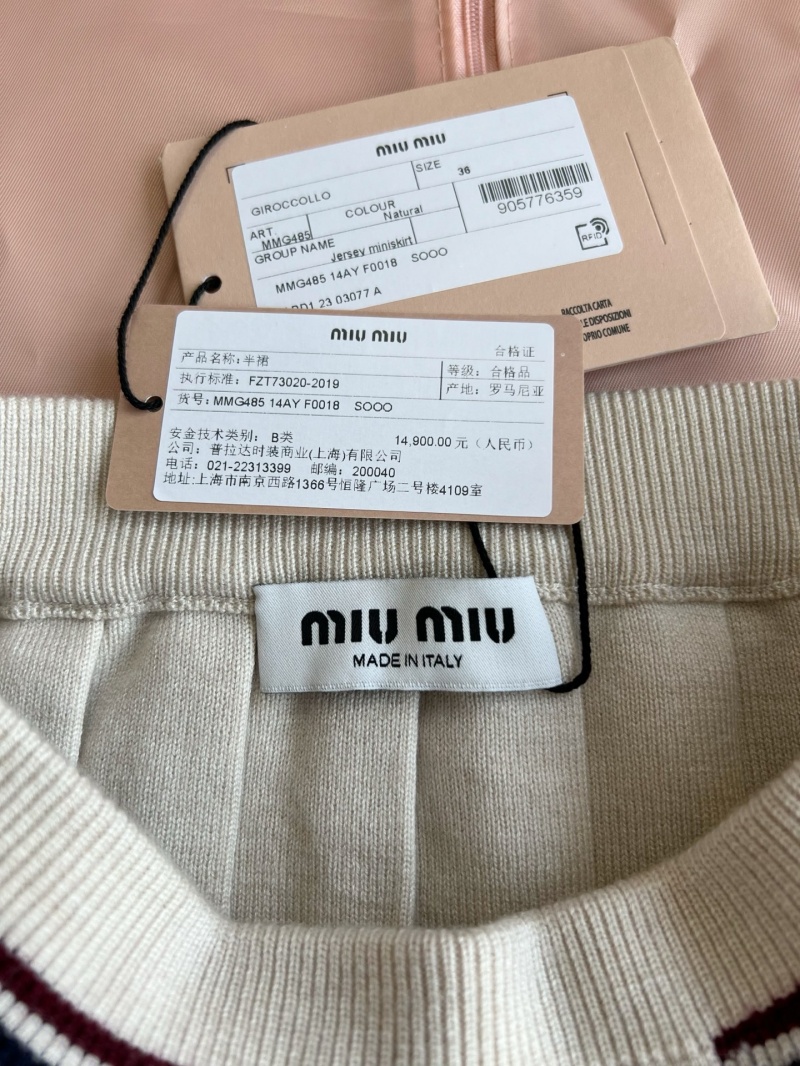 MIU MIU
SIZE 36
GIROCCOLLO
905776359
ART. COLOUR
MMG485 Natural
RFID
GROUP NAME Jersey miniskirt
MMG485 14AY F0018 SOOO
1 23 03077 A
RACCOLTA CARTA
LE DISPOSIZIONI
PROPRIO COMUNE
MIU MIU
合格证
产品名称:半裙
等级: 合格品
执行标准: FZT73020-2019
产地: 罗马尼亚
货号: MMG485 14AY F0018 SOOO
安全技术类别: B类 14,900.00 元 (人民币)
公司: 普拉达时装商业(上海)有限公司
电话: 021-22313399 邮编: 200040
地址:上海市南京西路1366号恒隆广场二号楼4109室
MIU MIU
MADE IN ITALY